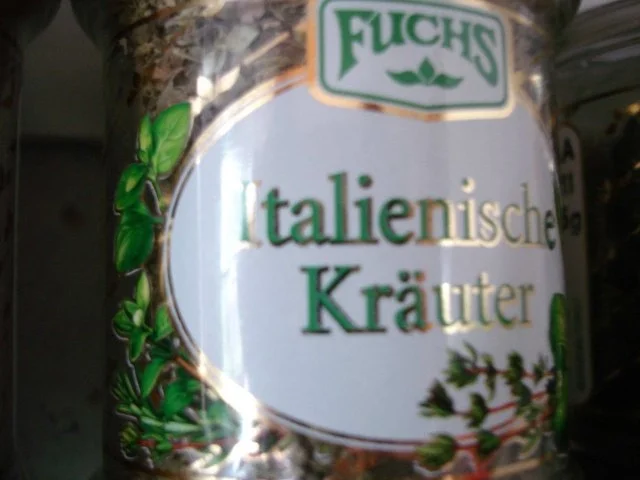 FUCHS
Italienische
Kräuter